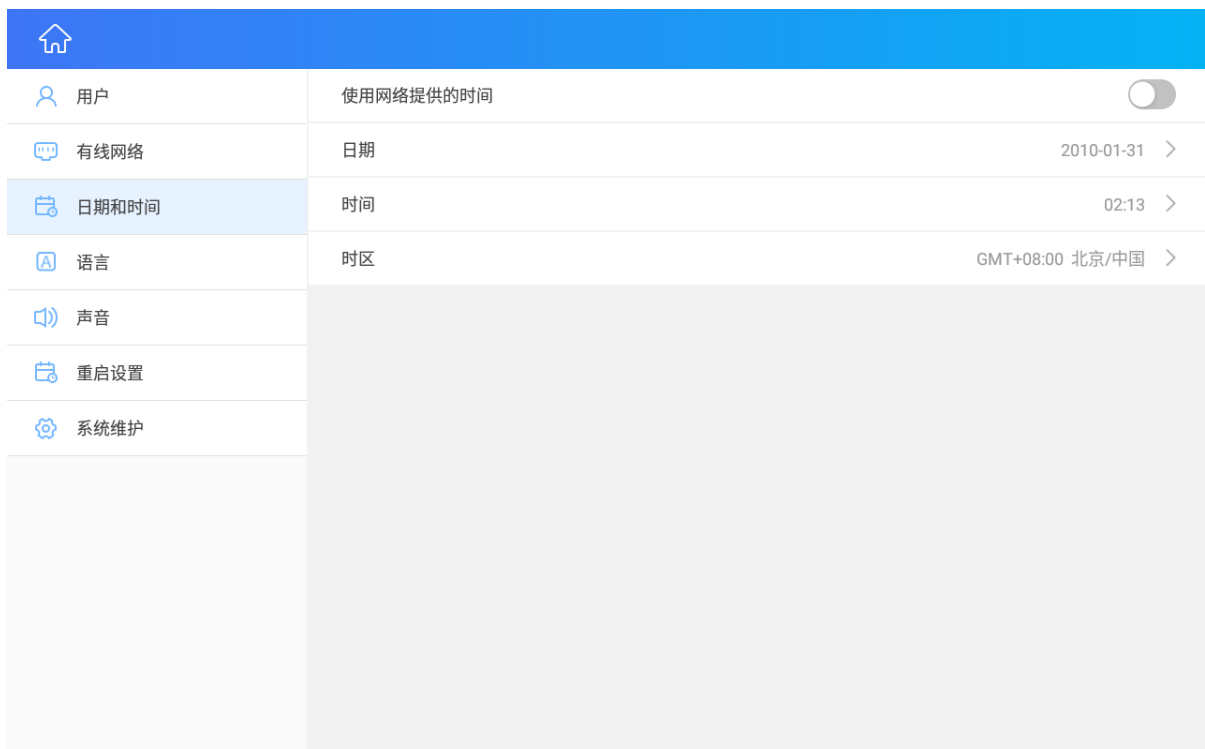 用户
有线网络
日期和时间
语言
A
声音
重启设置
系统维护
使用网络提供的时间
日期 2010-01-31
时间 02:13
时区 GMT+08:00 北京/中国